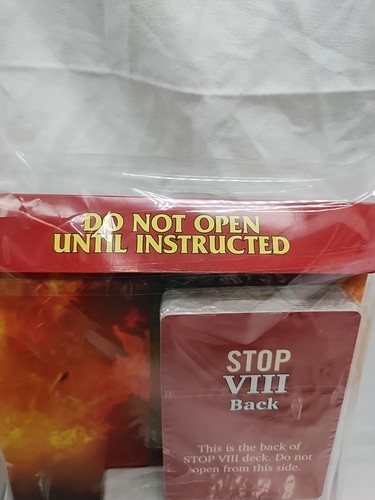 DO NOT OPEN
UNTIL INSTRUCTED
STOP
VIII
Back
This is the back of
STOP VIII deck. Do not
open from this side.